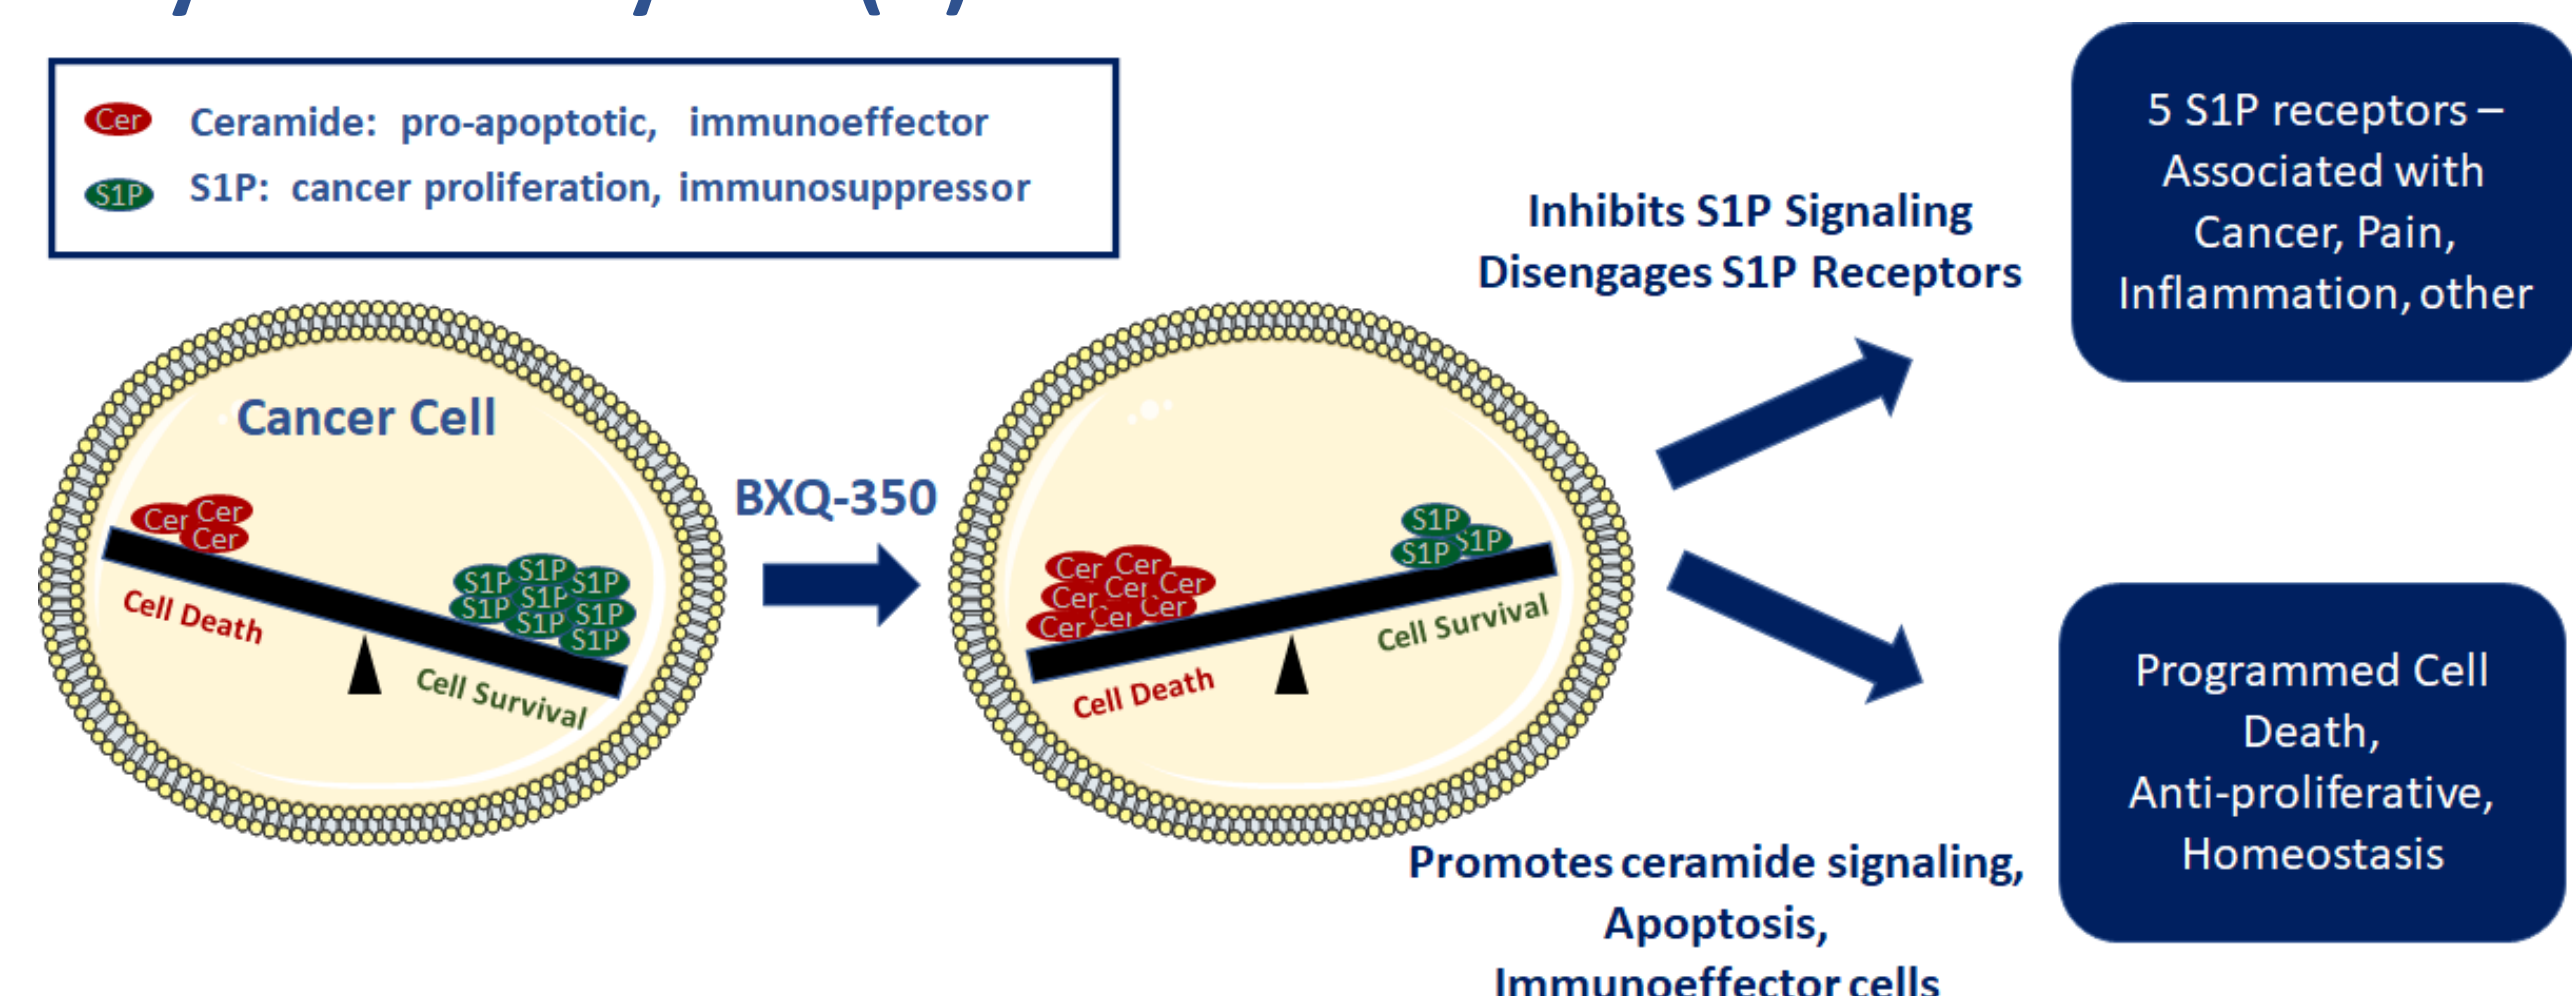 Cer Ceramide: pro-apoptotic, immunoeffector
S1P S1P: cancer proliferation, immunosuppressor
Inhibits S1P Signaling
Disengages S1P Receptors
5 S1P receptors –
Associated with
Cancer, Pain,
Inflammation, other
Cancer Cell
Cer Cer
Cer
S1P S1P S1P
S1P S1P S1P
S1P S1P
Cell Death
Cell Survival
BXQ-350
Cer Cer
Cer Cer Cer
Cer Cer Cer
S1P
S1P S1P
Cell Death
Cell Survival
Promotes ceramide signaling,
Apoptosis,
Immunoeffector cells
Programmed Cell
Death,
Anti-proliferative,
Homeostasis